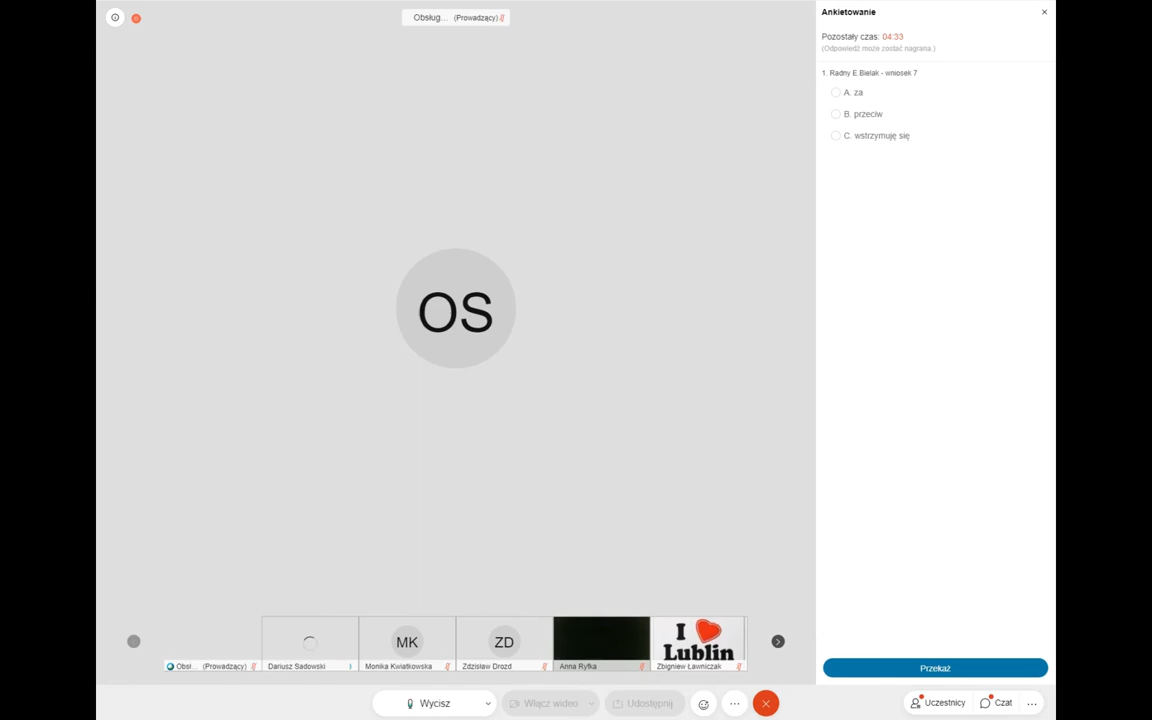 Obsług... (Prowadzący)
OS
Obsł... (Prowadzący)
Dariusz Sadowski
MK
Monika Kwiatkowska
ZD
Zdzisław Drozd
Anna Ryfka
I
Lublin
Zbigniew Ławniczak
Wycisz
Włącz wideo
Udostępnij
Ankietowanie
Pozostały czas: 04:33
(Odpowiedź może zostać nagrana.)
1. Radny E.Bielak - wniosek 7
A. za
B. przeciw
C. wstrzymuję się
Przekaż
Uczestnicy
Czat